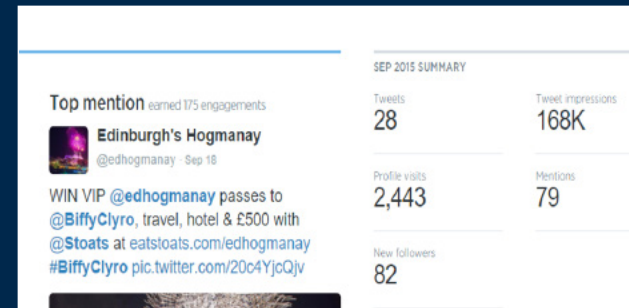 Top mention earned 175 engagements
Edinburgh's Hogmanay
@edhogmanay · Sep 18
WIN VIP @edhogmanay passes to
@BiffyClyro, travel, hotel & £500 with
@Stoats at eatstoats.com/edhogmanay
#BiffyClyro pic.twitter.com/20c4YjcQjv
SEP 2015 SUMMARY
Tweets
28
Tweet impressions
168K
Profile visits
2,443
Mentions
79
New followers
82